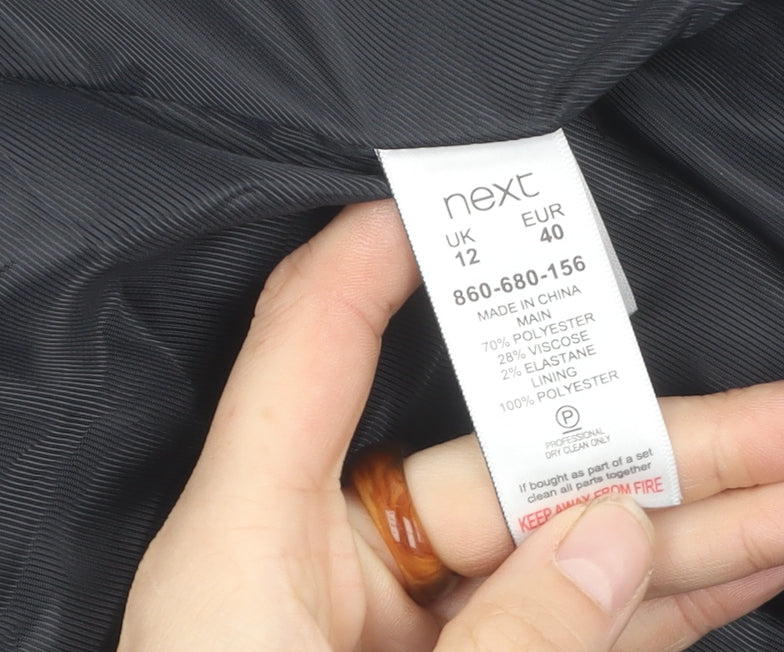 next
UK EUR
12 40
860-680-156
MADE IN CHINA
MAIN
70% POLYESTER
28% VISCOSE
2% ELASTANE
LINING
100% POLYESTER
P
PROFESSIONAL
DRY CLEAN ONLY
If bought as part of a set
clean all parts together
KEEP AWAY FROM FIRE